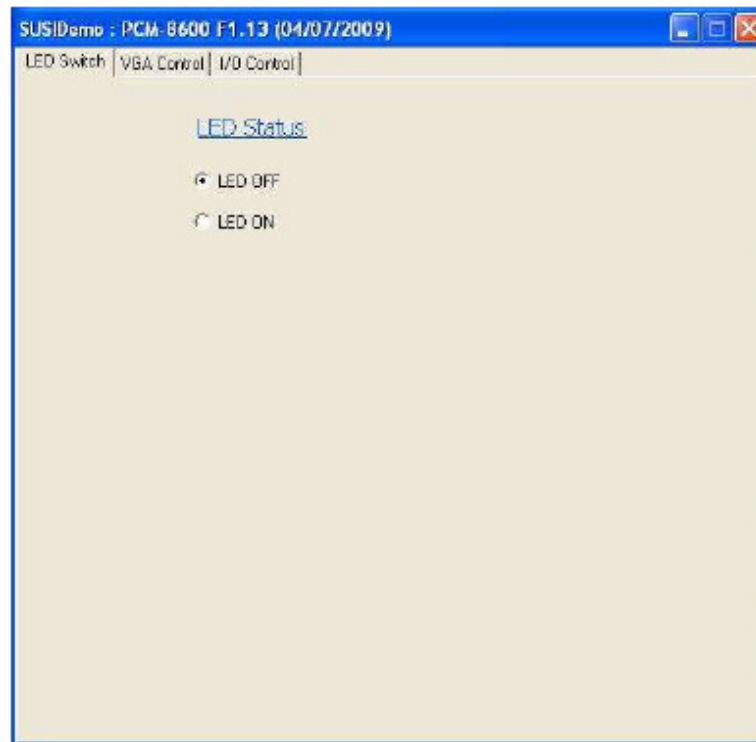 SUSIDemo : PCM-8600 F1.13 (04/07/2009)
LED Switch VGA Control I/O Control
LED Status
LED OFF
LED ON